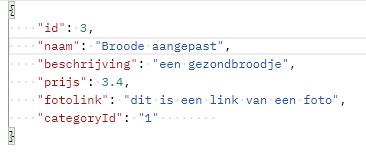 {
    "id": 3,
    "naam": "Broode aangepast",
    "beschrijving": "een gezondbroodje",
    "prijs": 3.4,
    "fotolink": "dit is een link van een foto",
    "categoryId": "1"
}